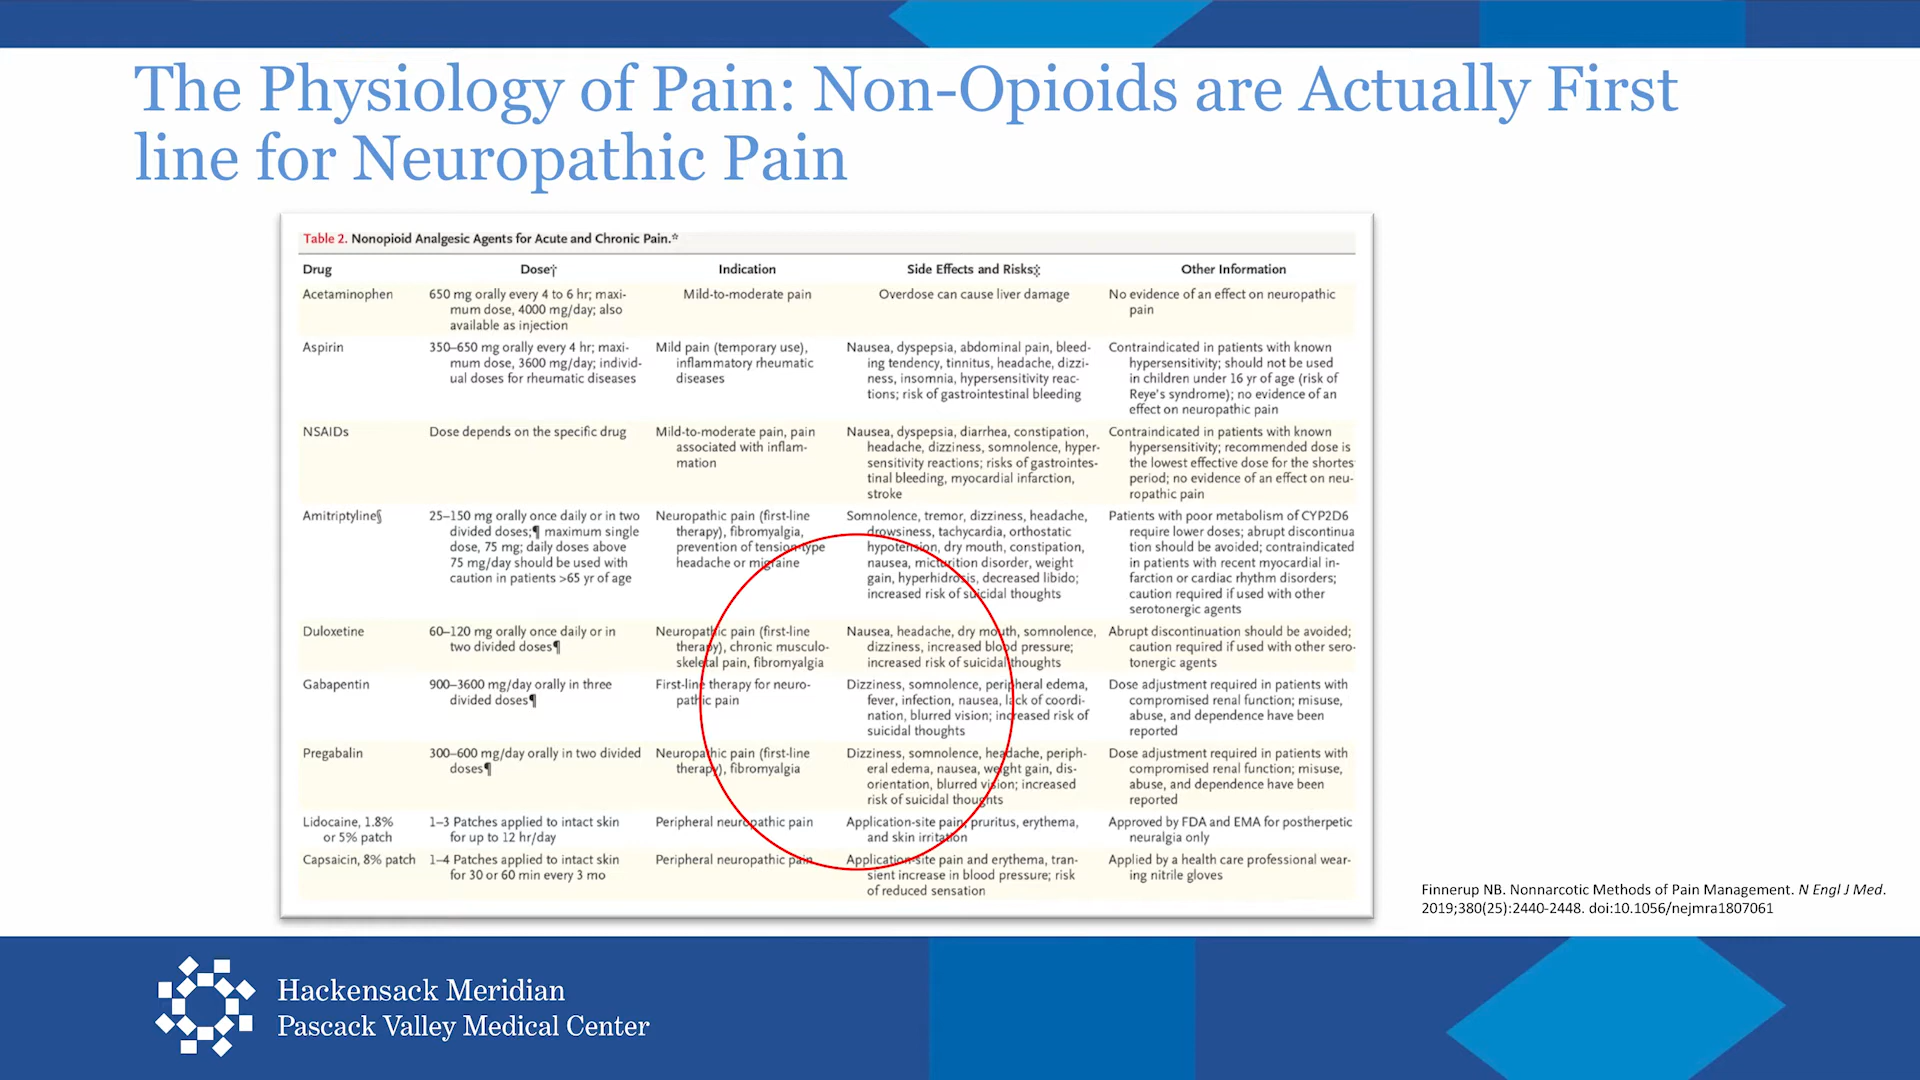 The Physiology of Pain: Non-Opioids are Actually First
line for Neuropathic Pain
Table 2. Nonopioid Analgesic Agents for Acute and Chronic Pain.*
Drug Dose† Indication Side Effects and Risks‡ Other Information
Acetaminophen 650 mg orally every 4 to 6 hr; maxi- Mild-to-moderate pain Overdose can cause liver damage No evidence of an effect on neuropathic
mum dose, 4000 mg/day; also pain
available as injection
Aspirin 350–650 mg orally every 4 hr; maxi- Mild pain (temporary use), Nausea, dyspepsia, abdominal pain, bleed- Contraindicated in patients with known
mum dose, 3600 mg/day; individ- inflammatory rheumatic ing tendency, tinnitus, headache, dizzi- hypersensitivity; should not be used
ual doses for rheumatic diseases diseases ness, insomnia, hypersensitivity reac- in children under 16 yr of age (risk of
tions; risk of gastrointestinal bleeding Reye's syndrome); no evidence of an
effect on neuropathic pain
NSAIDs Dose depends on the specific drug Mild-to-moderate pain, pain Nausea, dyspepsia, diarrhea, constipation, Contraindicated in patients with known
associated with inflam- headache, dizziness, somnolence, hyper- hypersensitivity; recommended dose is
mation sensitivity reactions; risks of gastrointes- the lowest effective dose for the shortes
tinal bleeding, myocardial infarction, period; no evidence of an effect on neu-
stroke ropathic pain
Amitriptyline§ 25–150 mg orally once daily or in two Neuropathic pain (first-line Somnolence, tremor, dizziness, headache, Patients with poor metabolism of CYP2D6
divided doses;¶ maximum single therapy), fibromyalgia, drowsiness, tachycardia, orthostatic require lower doses; abrupt discontinua
dose, 75 mg; daily doses above prevention of tension-type hypotension, dry mouth, constipation, tion should be avoided; contraindicated
75 mg/day should be used with headache or migraine nausea, micturition disorder, weight in patients with recent myocardial in-
caution in patients >65 yr of age gain, hyperhidrosis, decreased libido; farction or cardiac rhythm disorders;
increased risk of suicidal thoughts caution required if used with other
serotonergic agents
Duloxetine 60–120 mg orally once daily or in Neuropathic pain (first-line Nausea, headache, dry mouth, somnolence, Abrupt discontinuation should be avoided;
two divided doses¶ therapy), chronic musculo- dizziness, increased blood pressure; caution required if used with other sero-
skeletal pain, fibromyalgia increased risk of suicidal thoughts tonergic agents
Gabapentin 900–3600 mg/day orally in three First-line therapy for neuro- Dizziness, somnolence, peripheral edema, Dose adjustment required in patients with
divided doses¶ pathic pain fever, infection, nausea, lack of coordi- compromised renal function; misuse,
nation, blurred vision; increased risk of abuse, and dependence have been
suicidal thoughts reported
Pregabalin 300–600 mg/day orally in two divided Neuropathic pain (first-line Dizziness, somnolence, headache, periph- Dose adjustment required in patients with
doses¶ therapy), fibromyalgia eral edema, nausea, weight gain, dis- compromised renal function; misuse,
orientation, blurred vision; increased abuse, and dependence have been
risk of suicidal thoughts reported
Lidocaine, 1.8% 1–3 Patches applied to intact skin Peripheral neuropathic pain Application-site pain, pruritus, erythema, Approved by FDA and EMA for postherpetic
or 5% patch for up to 12 hr/day and skin irritation neuralgia only
Capsaicin, 8% patch 1–4 Patches applied to intact skin Peripheral neuropathic pain Application-site pain and erythema, tran- Applied by a health care professional wear-
for 30 or 60 min every 3 mo sient increase in blood pressure; risk ing nitrile gloves
of reduced sensation
Finnerup NB. Nonnarcotic Methods of Pain Management. N Engl J Med.
2019;380(25):2440-2448. doi:10.1056/nejmra1807061
Hackensack Meridian
Pascack Valley Medical Center